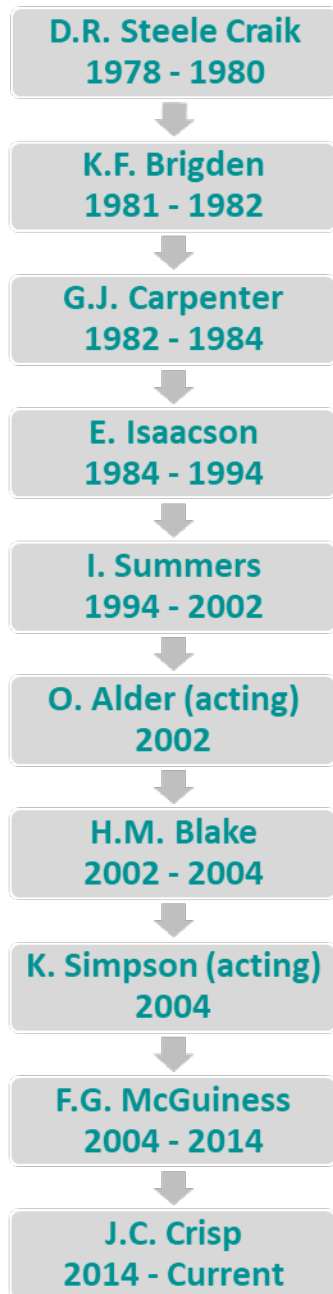 D.R. Steele Craik
1978 - 1980
K.F. Brigden
1981 - 1982
G.J. Carpenter
1982 - 1984
E. Isaacson
1984 - 1994
I. Summers
1994 - 2002
O. Alder (acting)
2002
H.M. Blake
2002 - 2004
K. Simpson (acting)
2004
F.G. McGuiness
2004 - 2014
J.C. Crisp
2014 - Current